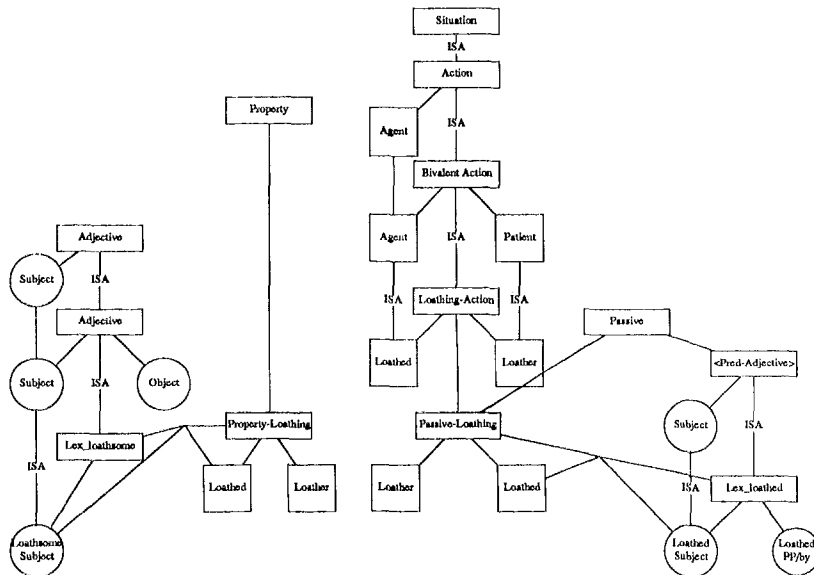 Situation
ISA
Action
Property
Agent
ISA
Bivalent Action
Adjective
Agent
Patient
ISA
Subject
ISA
ISA
Loathing-Action
ISA
Adjective
Passive
Loathed
Loather
<Pred-Adjective>
Subject
Object
ISA
Property-Loathing
Passive-Loathing
Subject
ISA
Lex_loathsome
ISA
Loathed
Loather
Loather
Loathed
ISA
Lex_loathed
Loathsome
Subject
Loathed
Subject
Loathed
PP/by